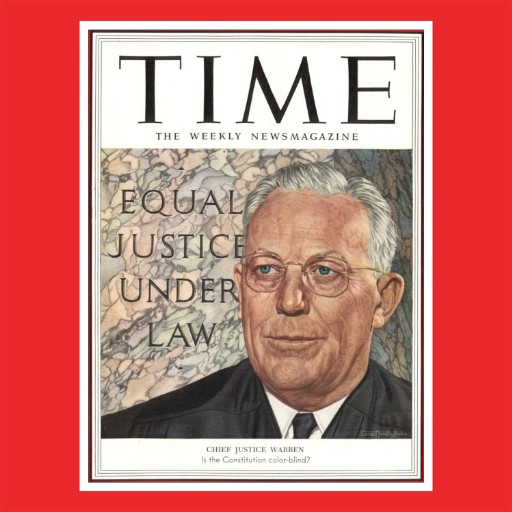 TIME
THE WEEKLY NEWSMAGAZINE
EQUAL
JUSTICE
UNDER
LAW
CHIEF JUSTICE WARREN
Is the Constitution color-blind?